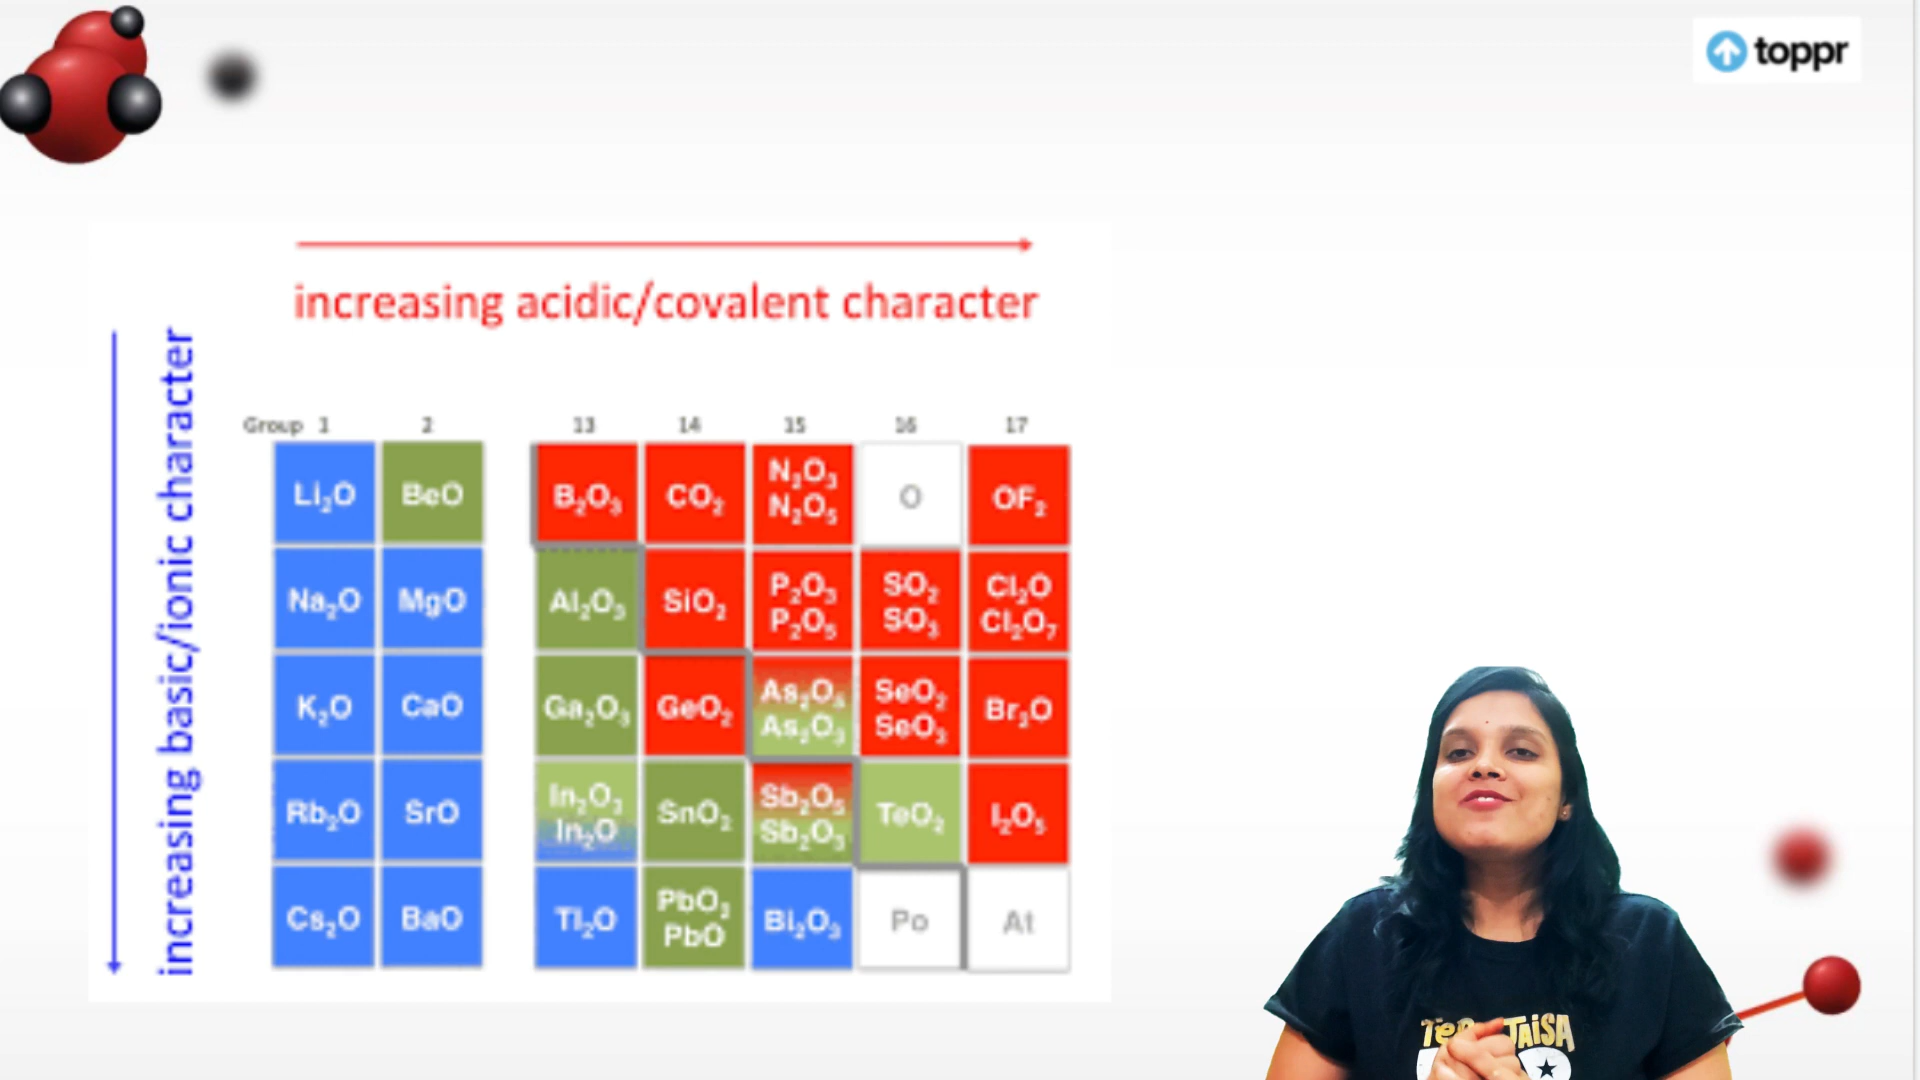 toppr
increasing acidic/covalent character
increasing basic/ionic character
Group 1 2 13 14 15 16 17
Li₂O BeO B₂O₃ CO₂ N₂O₃ N₂O₅ O OF₂
Na₂O MgO Al₂O₃ SiO₂ P₂O₃ P₂O₅ SO₂ SO₃ Cl₂O Cl₂O₇
K₂O CaO Ga₂O₃ GeO₂ As₂O₃ SeO₂ SeO₃ Br₂O
Rb₂O SrO In₂O₃ In₂O SnO₂ Sb₂O₅ Sb₂O₃ TeO₂ I₂O₅
Cs₂O BaO Tl₂O PbO₂ PbO Bi₂O₃ Po At